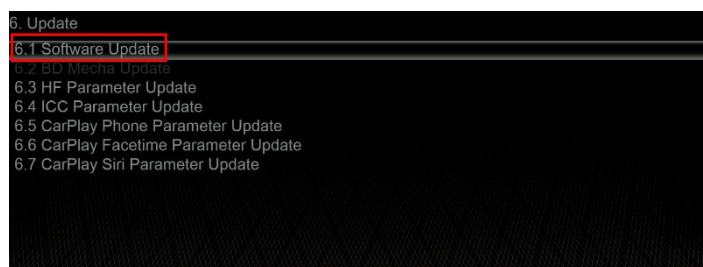 6. Update
6.1 Software Update
6.2 BD Mecha Update
6.3 HF Parameter Update
6.4 ICC Parameter Update
6.5 CarPlay Phone Parameter Update
6.6 CarPlay Facetime Parameter Update
6.7 CarPlay Siri Parameter Update